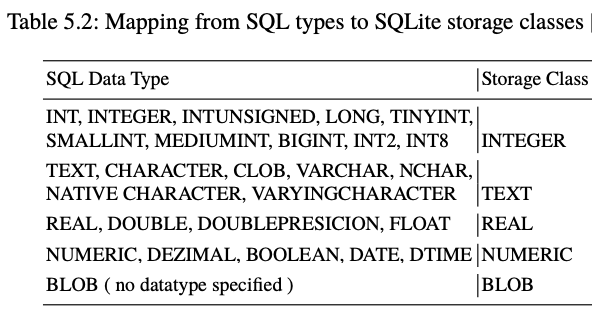 Table 5.2: Mapping from SQL types to SQLite storage classes
SQL Data Type Storage Class
INT, INTEGER, INTUNSIGNED, LONG, TINYINT,
SMALLINT, MEDIUMINT, BIGINT, INT2, INT8 INTEGER
TEXT, CHARACTER, CLOB, VARCHAR, NCHAR,
NATIVE CHARACTER, VARYINGCHARACTER TEXT
REAL, DOUBLE, DOUBLEPRESICION, FLOAT REAL
NUMERIC, DEZIMAL, BOOLEAN, DATE, DTIME NUMERIC
BLOB ( no datatype specified ) BLOB